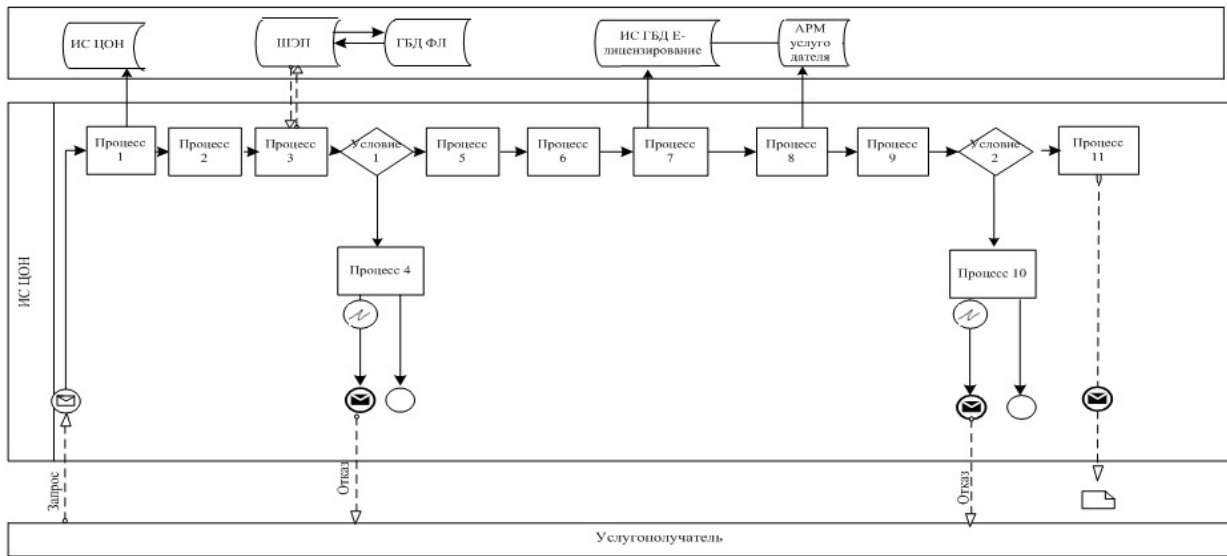 ИС ЦОН
ШЭП
ГБД ФЛ
ИС ГБД Е-
лицензирование
АРМ
услуго
дателя
ИС ЦОН
Процесс
1
Процесс
2
Процесс
3
Условие
1
Процесс
5
Процесс
6
Процесс
7
Процесс
8
Процесс
9
Условие
2
Процесс
11
Процесс 4
Процесс 10
Запрос
Отказ
Отказ
Услугополучатель